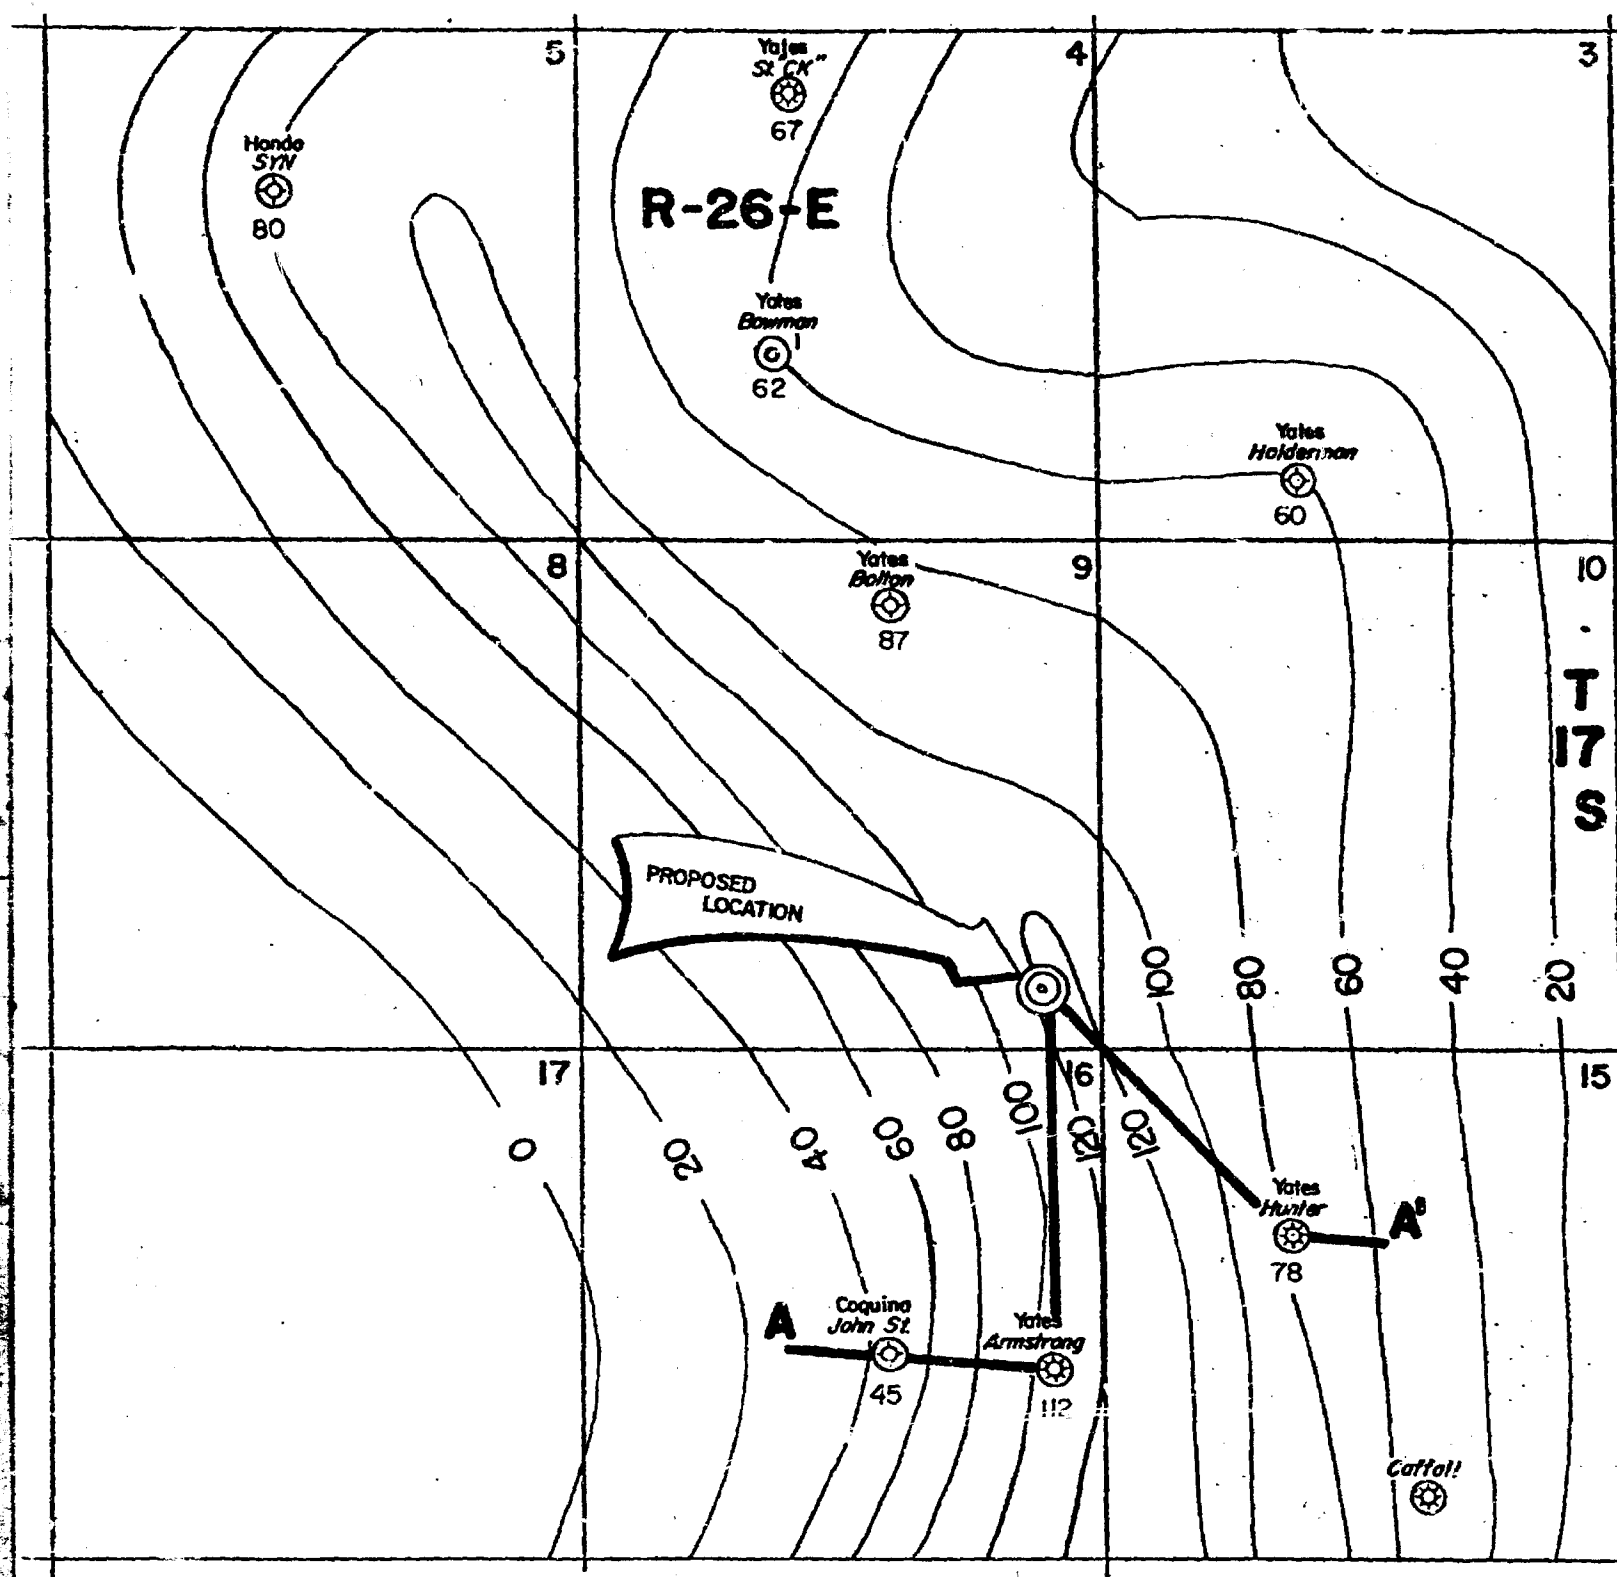 5
4
3
Yates
St. "CK"
67
Hondo
SYN
80
R-26-E
Yates
Bowman
1
62
Yates
Halderman
60
8
9
10
Yates
Bolton
87
T
17
S
PROPOSED
LOCATION
100
80
60
40
20
17
16
15
0
20
40
60
80
100
120
120
Yates
Hunter
78
A'
A
Coquina
John St.
45
Yates
Armstrong
112